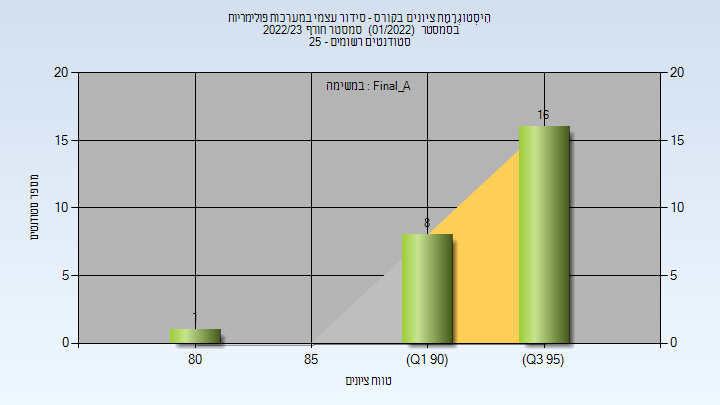 היסטוגרמת ציונים בקורס - סידור עצמי במערכות פולימריות
בסמסטר (01/2022) סמסטר חורף 2022/23
סטודנטים רשומים - 25
במשימה : Final_A
20 20
15 15
10 10
5 5
0 0
מספר סטודנטים
1
8
16
80 85 (Q1 90) (Q3 95)
טווח ציונים